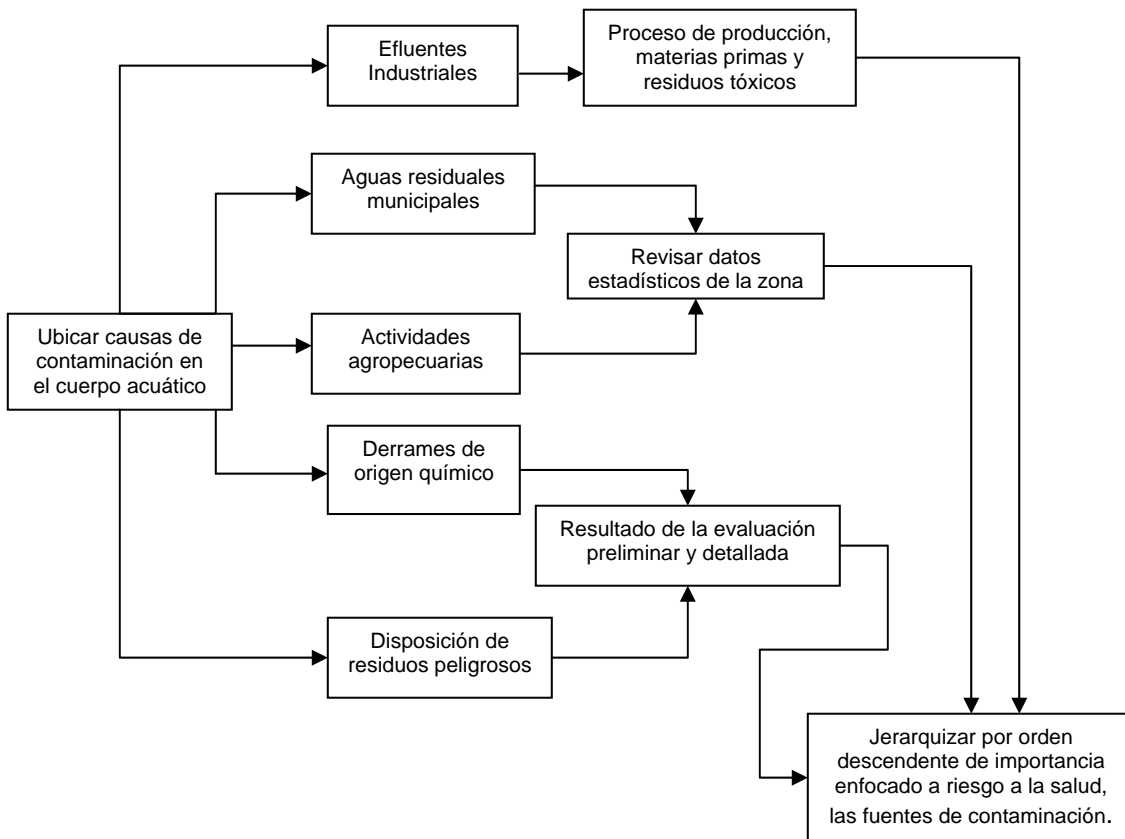 Efluentes
Industriales
Proceso de producción,
materias primas y
residuos tóxicos
Aguas residuales
municipales
Revisar datos
estadísticos de la zona
Ubicar causas de
contaminación en
el cuerpo acuático
Actividades
agropecuarias
Derrames de
origen químico
Resultado de la evaluación
preliminar y detallada
Disposición de
residuos peligrosos
Jerarquizar por orden
descendente de importancia
enfocado a riesgo a la salud,
las fuentes de contaminación.